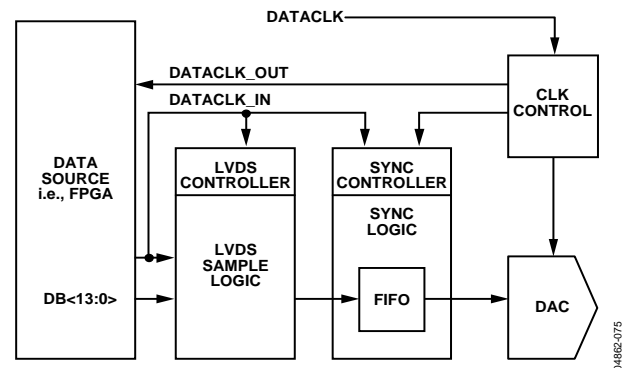 DATACLK
DATACLK_OUT
DATACLK_IN
CLK
CONTROL
DATA
SOURCE
i.e., FPGA
LVDS
CONTROLLER
SYNC
CONTROLLER
SYNC
LOGIC
LVDS
SAMPLE
LOGIC
DB<13:0>
FIFO
DAC
04862-075